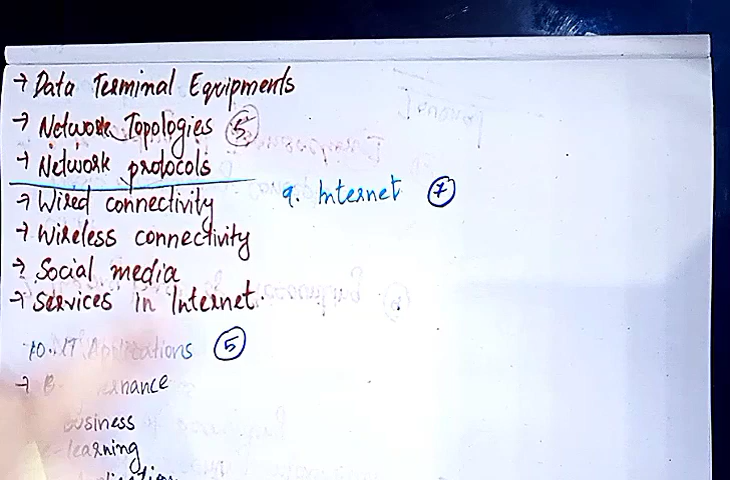 → Data Terminal Equipments
→ Network Topologies (5)
→ Network protocols
→ Wired connectivity
9. Internet (7)
→ Wireless connectivity
→ Social media
→ Services in Internet.
10. IT Applications (5)
→
Business
e-learning